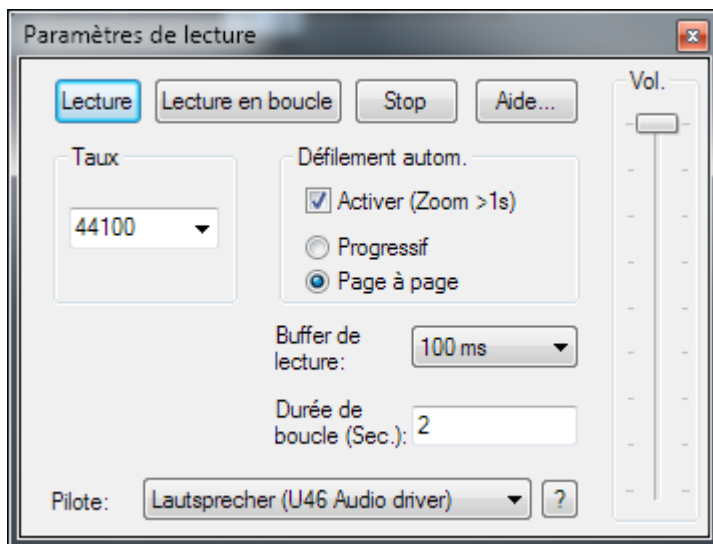 Paramètres de lecture
Lecture
Lecture en boucle
Stop
Aide...
Vol.
Taux
44100
Défilement autom.
Activer (Zoom >1s)
Progressif
Page à page
Buffer de
lecture:
100 ms
Durée de
boucle (Sec.):
2
Pilote:
Lautsprecher (U46 Audio driver)
?